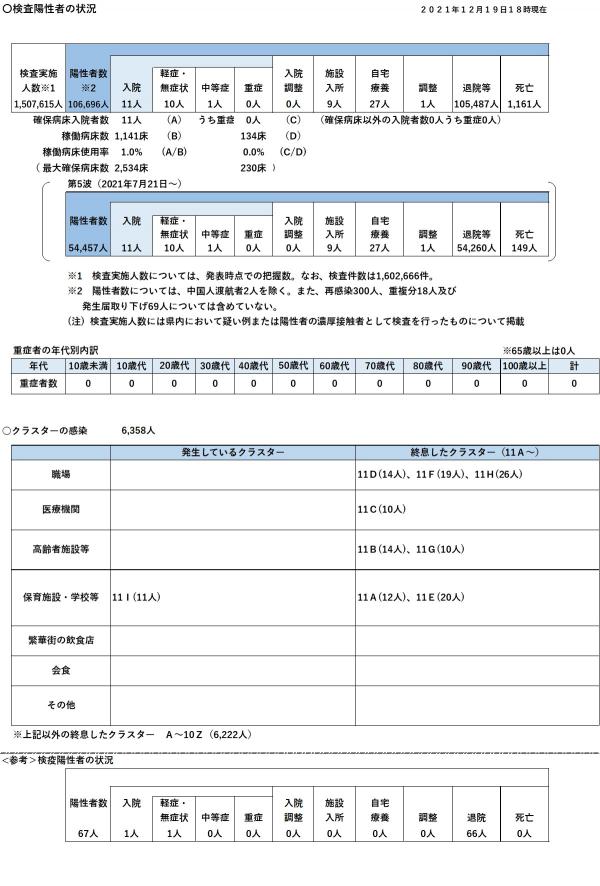 〇検査陽性者の状況 ２０２１年１２月１９日１８時現在
検査実施 陽性者数 入院 軽症・ 中等症 重症 入院 施設 自宅 調整 退院等 死亡
人数※1 ※2 無症状 調整 入所 療養
1,507,615人 106,696人 11人 10人 1人 0人 0人 9人 27人 1人 105,487人 1,161人
確保病床入院者数 11人 (A) うち重症 0人 (C) （確保病床以外の入院者数0人うち重症0人）
稼働病床数 1,141床 (B) 134床 (D)
稼働病床使用率 1.0% (A/B) 0.0% (C/D)
（ 最大確保病床数 2,534床 230床 ）
第5波（2021年7月21日～）
陽性者数 入院 軽症・ 中等症 重症 入院 施設 自宅 調整 退院等 死亡
無症状 調整 入所 療養
54,457人 11人 10人 1人 0人 0人 9人 27人 1人 54,260人 149人
※1 検査実施人数については、発表時点での把握数。なお、検査件数は1,602,666件。
※2 陽性者数については、中国人渡航者2人を除く。また、再感染300人、重複分18人及び
発生届取り下げ69人については含めていない。
（注）検査実施人数には県内において疑い例または陽性者の濃厚接触者として検査を行ったものについて掲載
重症者の年代別内訳 ※65歳以上は0人
年代 10歳未満 10歳代 20歳代 30歳代 40歳代 50歳代 60歳代 70歳代 80歳代 90歳代 100歳以上 計
重症者数 0 0 0 0 0 0 0 0 0 0 0 0
〇クラスターの感染 6,358人
発生しているクラスター 終息したクラスター（11Ａ～）
職場 11Ｄ(14人)、11Ｆ(19人)、11Ｈ(26人)
医療機関 11Ｃ(10人)
高齢者施設等 11Ｂ(14人)、11Ｇ(10人)
保育施設・学校等 11Ｉ(11人) 11Ａ(12人)、11Ｅ(20人)
繁華街の飲食店
会食
その他
※上記以外の終息したクラスター Ａ～10Ｚ（6,222人）
<参考＞検疫陽性者の状況
陽性者数 入院 軽症・ 中等症 重症 入院 施設 自宅 調整 退院 死亡
無症状 調整 入所 療養
67人 1人 1人 0人 0人 0人 0人 0人 0人 66人 0人